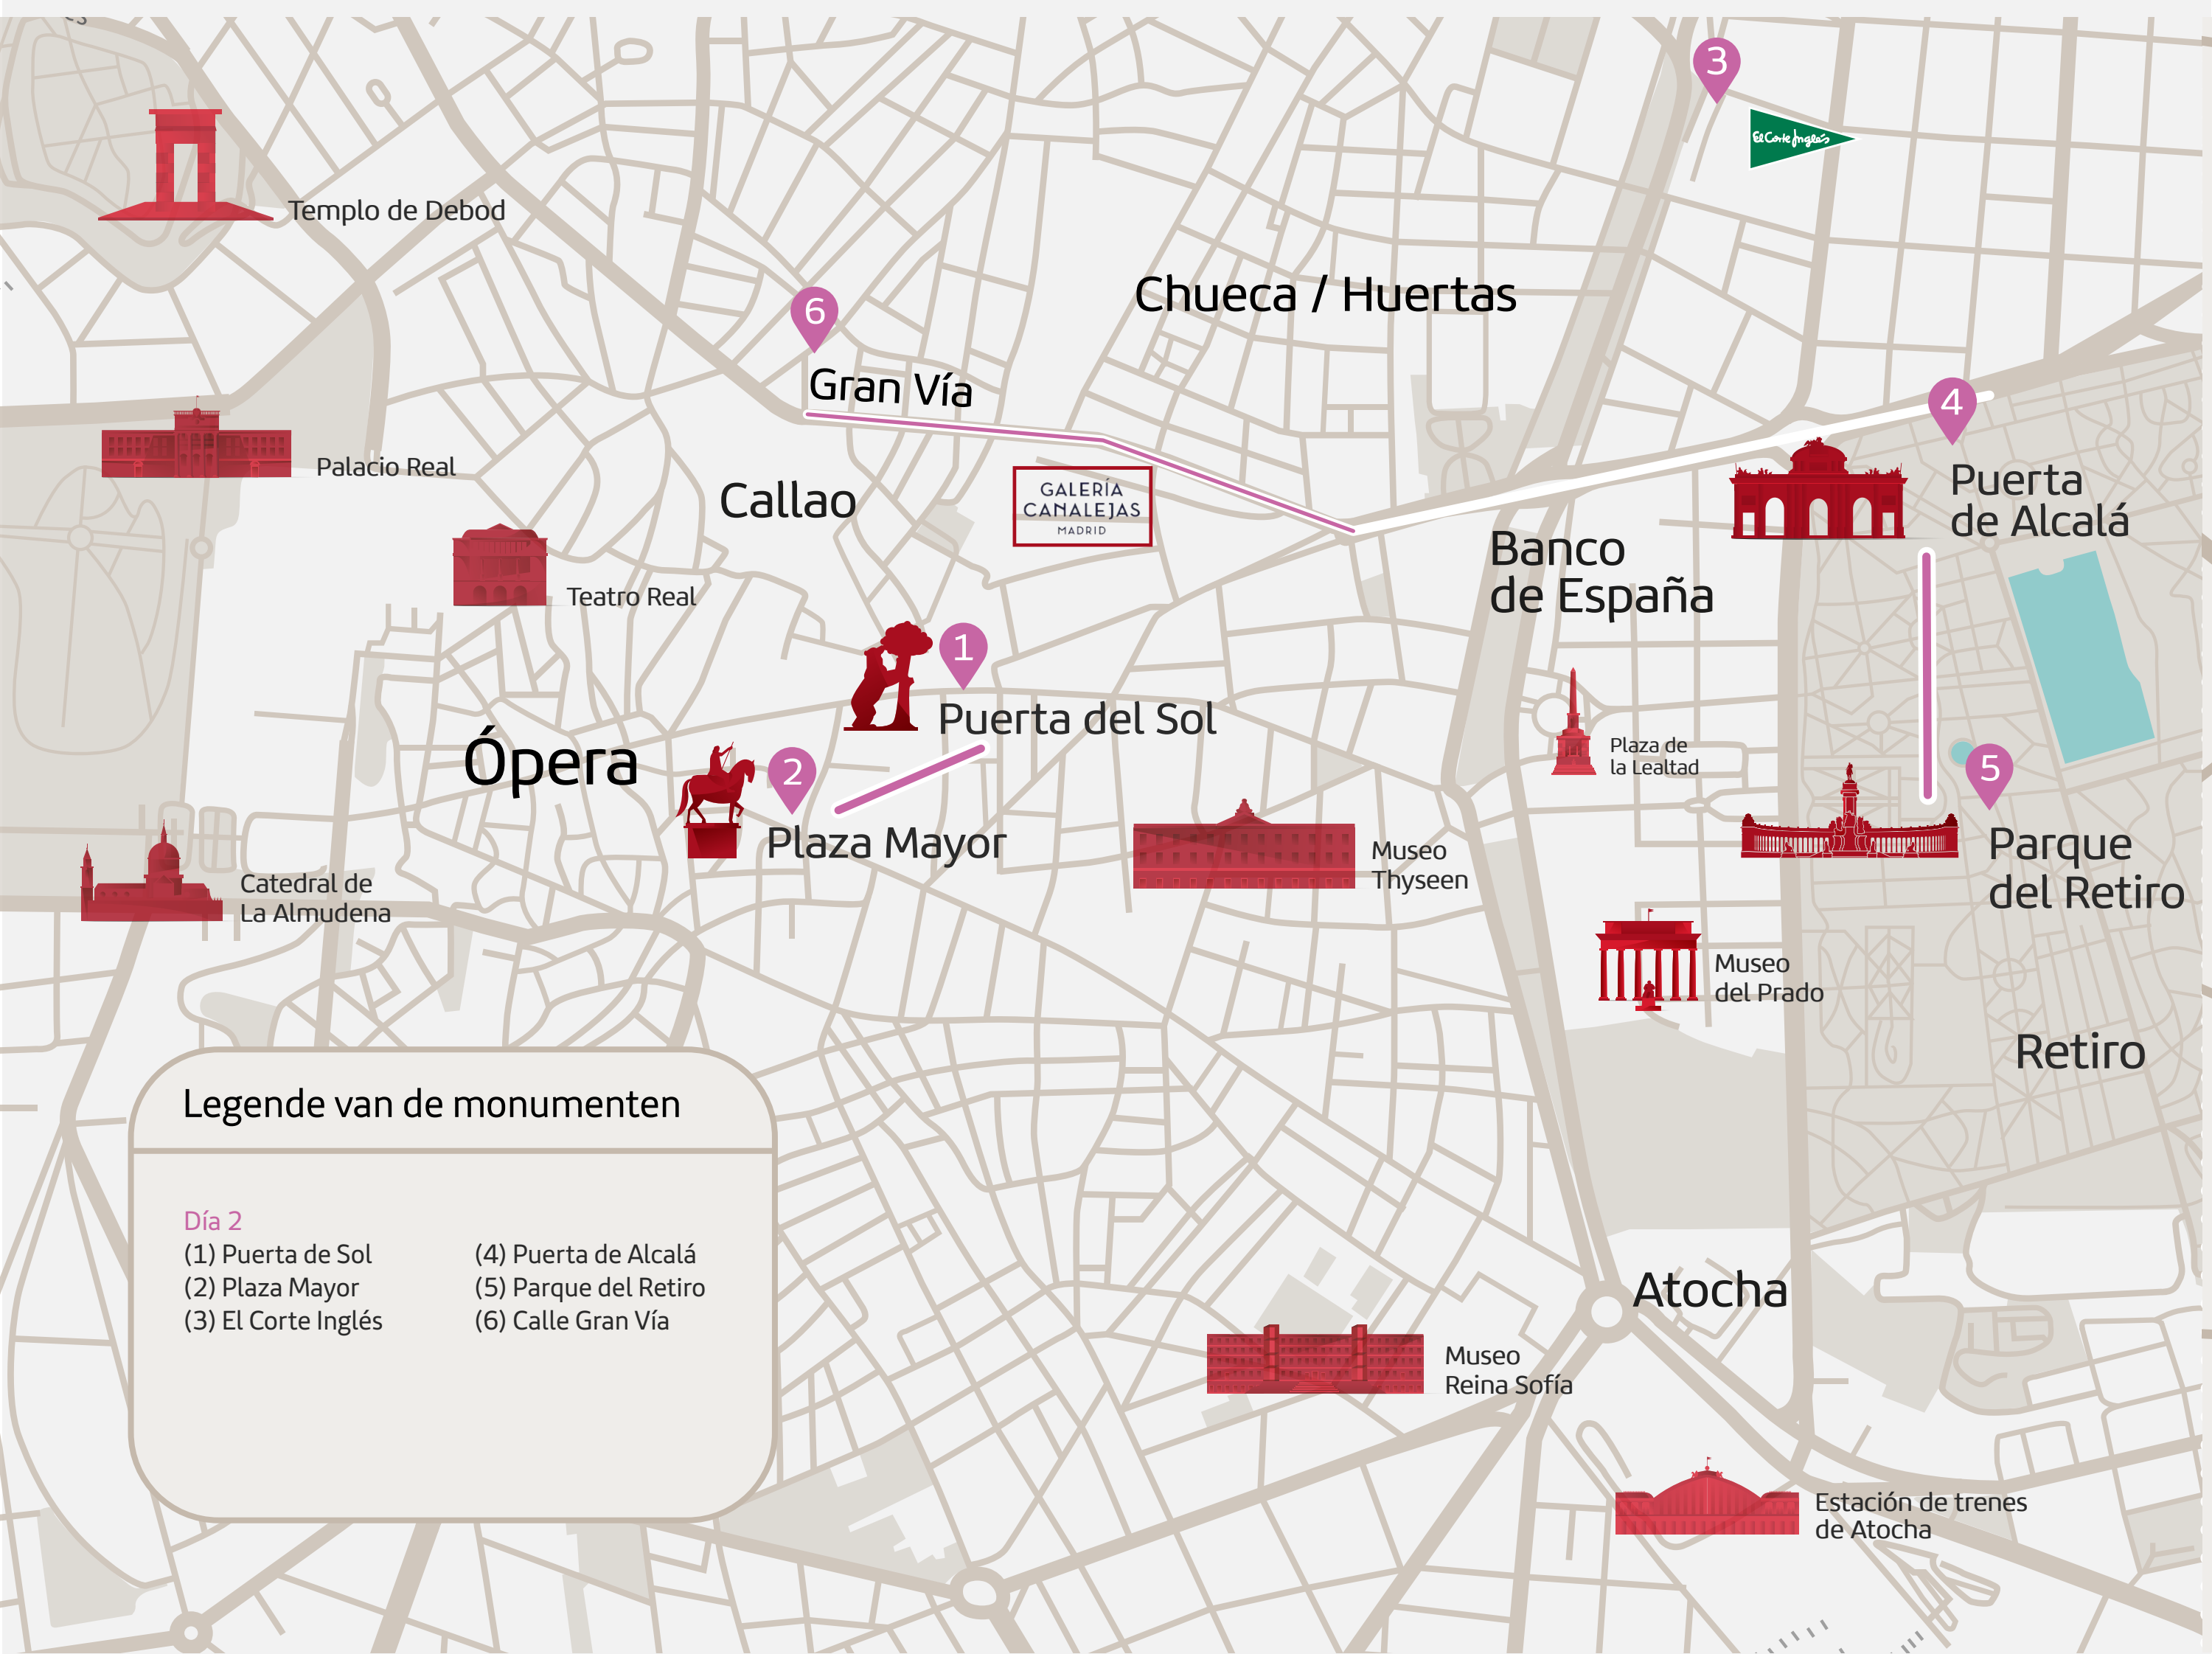 3
El Corte Inglés
Templo de Debod
Chueca / Huertas
6
Gran Vía
4
Palacio Real
Callao
GALERÍA
CANALEJAS
MADRID
Puerta
de Alcalá
Banco
de España
Teatro Real
1
Puerta del Sol
Ópera
2
Plaza de
la Lealtad
5
Plaza Mayor
Museo
Thyseen
Parque
del Retiro
Catedral de
La Almudena
Museo
del Prado
Retiro
Legende van de monumenten
Día 2
(1) Puerta de Sol
(2) Plaza Mayor
(3) El Corte Inglés
(4) Puerta de Alcalá
(5) Parque del Retiro
(6) Calle Gran Vía
Atocha
Museo
Reina Sofía
Estación de trenes
de Atocha